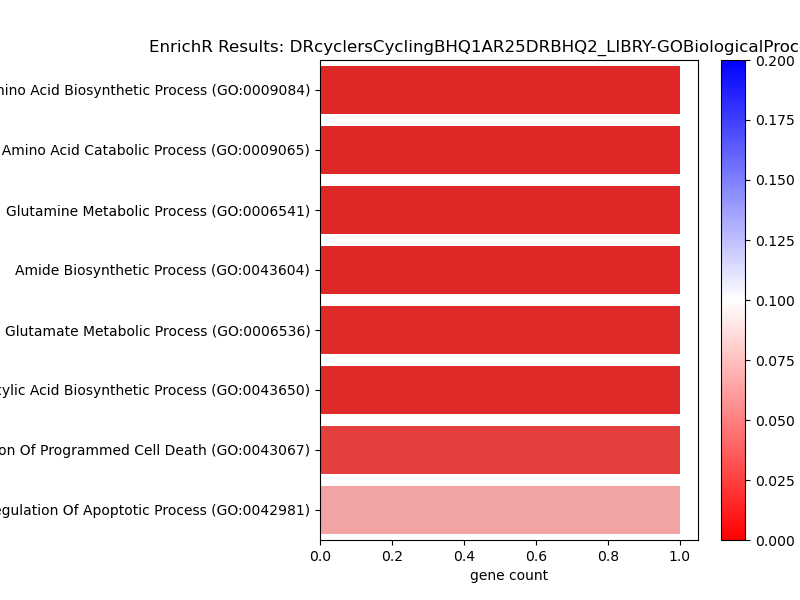 EnrichR Results: DRcyclersCyclingBHQ1AR25DRBHQ2_LIBRY-GOBiologicalProc
Amino Acid Biosynthetic Process (GO:0009084)
Amino Acid Catabolic Process (GO:0009065)
Glutamine Metabolic Process (GO:0006541)
Amide Biosynthetic Process (GO:0043604)
Glutamate Metabolic Process (GO:0006536)
Acid Biosynthetic Process (GO:0043650)
Of Programmed Cell Death (GO:0043067)
Of Apoptotic Process (GO:0042981)
0.0 0.2 0.4 0.6 0.8 1.0
gene count
0.200
0.175
0.150
0.125
0.100
0.075
0.050
0.025
0.000